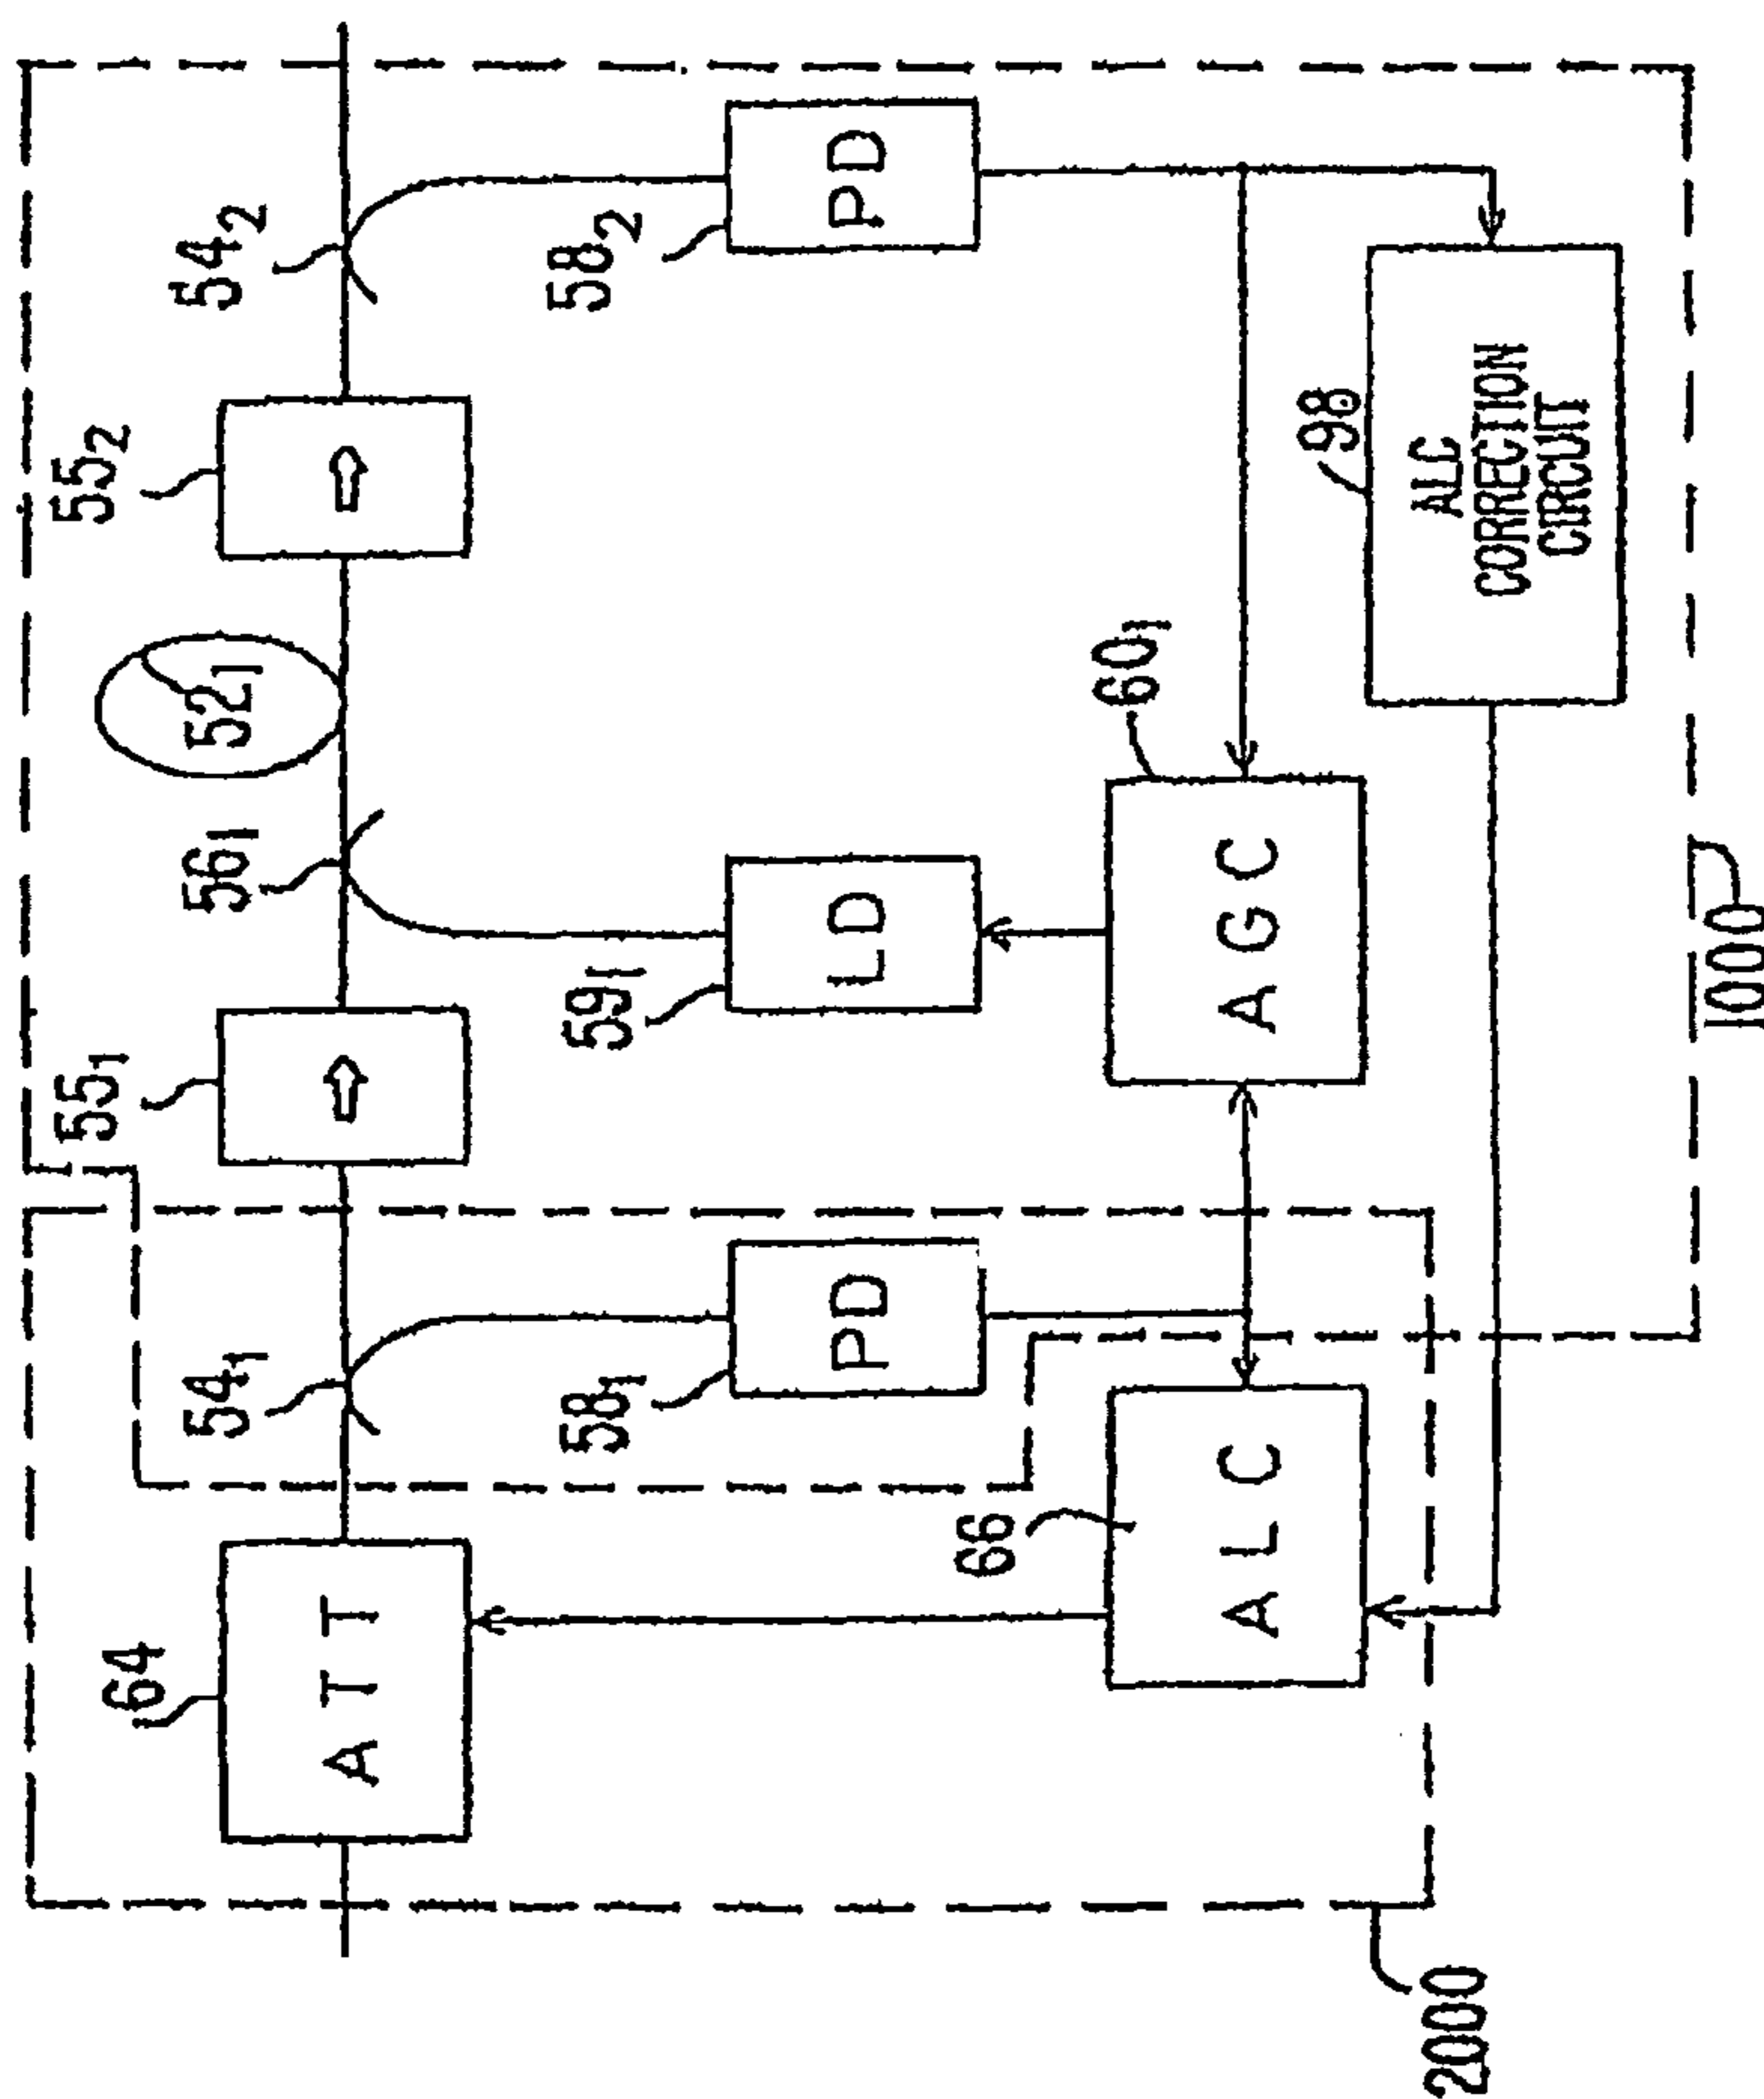 64
ATT
54₁
55₁
56₁
52₁
55₂
54₂
58₁
PD
59₁
LD
58₂
PD
66
ALC
60₁
AGC
98
ALC
CORRECTION
CIRCUIT
2000
1000